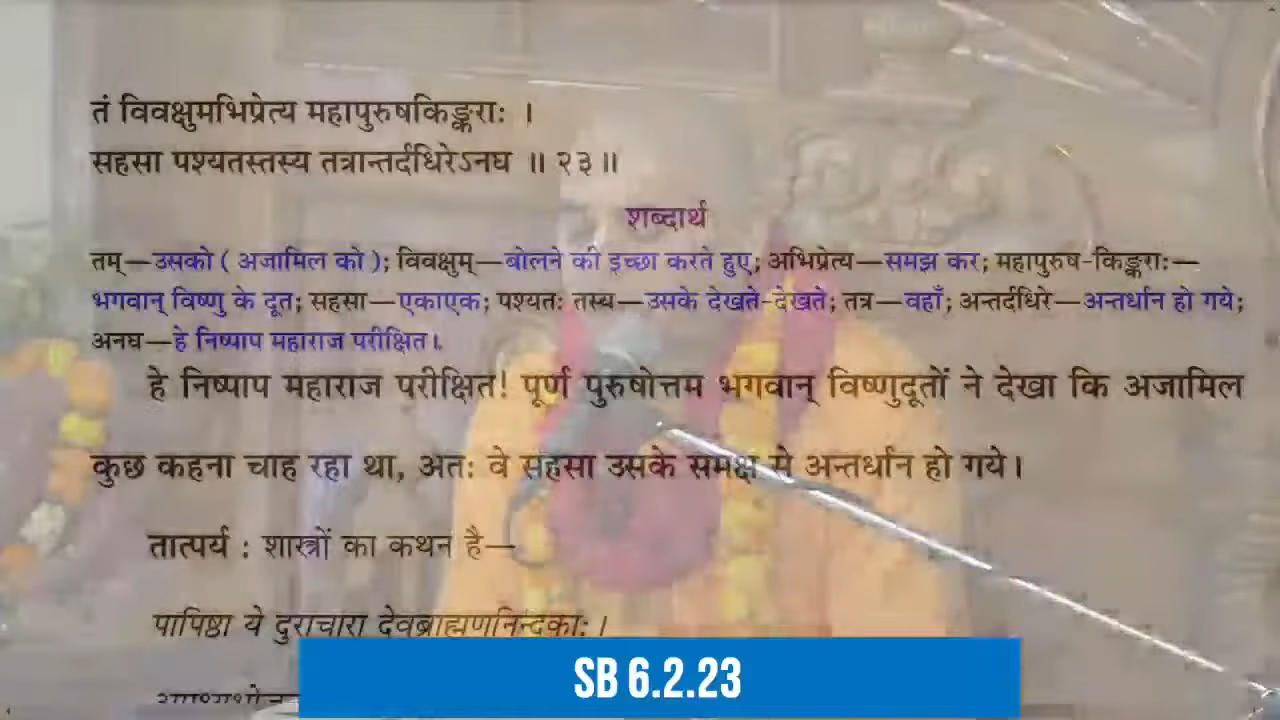 तं विवक्षुमभिप्रेत्य महापुरुषकिङ्कराः ।
सहसा पश्यतस्तस्य तत्रान्तर्दधिरेऽनघ ॥ २३॥
शब्दार्थ
तम्—उसको ( अजामिल को ); विवक्षुम्—बोलने की इच्छा करते हुए; अभिप्रेत्य—समझ कर; महापुरुष-किङ्कराः—
भगवान् विष्णु के दूत; सहसा—एकाएक; पश्यतः तस्य—उसके देखते-देखते; तत्र—वहाँ; अन्तर्दधिरे—अन्तर्धान हो गये;
अनघ—हे निष्पाप महाराज परीक्षित।
हे निष्पाप महाराज परीक्षित! पूर्ण पुरुषोत्तम भगवान् विष्णुदूतों ने देखा कि अजामिल
कुछ कहना चाह रहा था, अतः वे सहसा उसके समक्ष से अन्तर्धान हो गये।
तात्पर्य : शास्त्रों का कथन है—
पापिष्ठा ये दुराचारा देवब्राह्मणनिन्दकाः।
SB 6.2.23